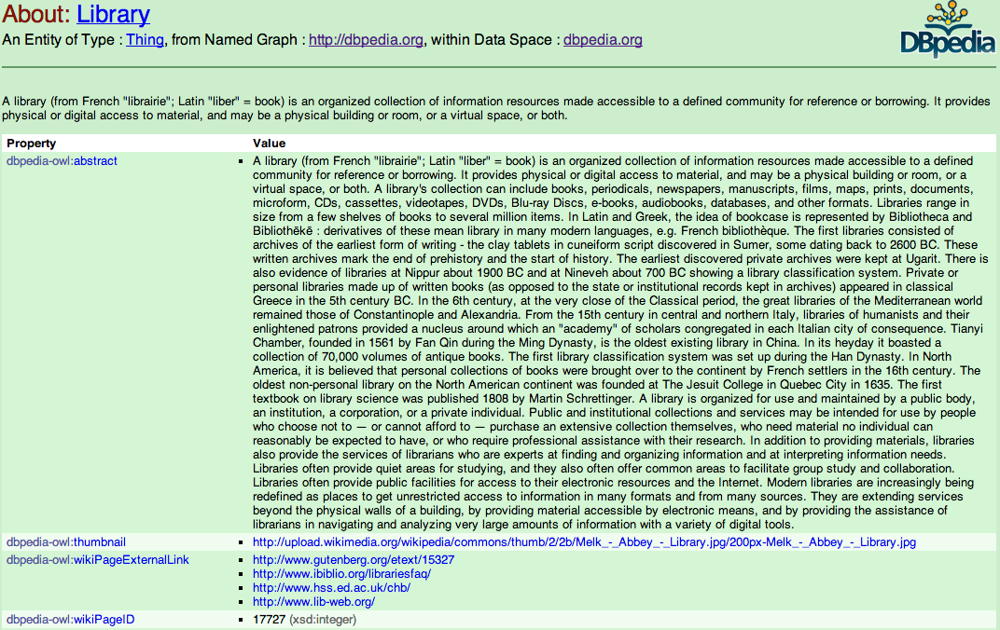 About: Library
An Entity of Type : Thing, from Named Graph : http://dbpedia.org, within Data Space : dbpedia.org
DBpedia
A library (from French "librairie"; Latin "liber" = book) is an organized collection of information resources made accessible to a defined community for reference or borrowing. It provides
physical or digital access to material, and may be a physical building or room, or a virtual space, or both.
Property Value
dbpedia-owl:abstract
A library (from French "librairie"; Latin "liber" = book) is an organized collection of information resources made accessible to a defined
community for reference or borrowing. It provides physical or digital access to material, and may be a physical building or room, or a
virtual space, or both. A library's collection can include books, periodicals, newspapers, manuscripts, films, maps, prints, documents,
microform, CDs, cassettes, videotapes, DVDs, Blu-ray Discs, e-books, audiobooks, databases, and other formats. Libraries range in
size from a few shelves of books to several million items. In Latin and Greek, the idea of bookcase is represented by Bibliotheca and
Bibliothēkē : derivatives of these mean library in many modern languages, e.g. French bibliothèque. The first libraries consisted of
archives of the earliest form of writing - the clay tablets in cuneiform script discovered in Sumer, some dating back to 2600 BC. These
written archives mark the end of prehistory and the start of history. The earliest discovered private archives were kept at Ugarit. There is
also evidence of libraries at Nippur about 1900 BC and at Nineveh about 700 BC showing a library classification system. Private or
personal libraries made up of written books (as opposed to the state or institutional records kept in archives) appeared in classical
Greece in the 5th century BC. In the 6th century, at the very close of the Classical period, the great libraries of the Mediterranean world
remained those of Constantinople and Alexandria. From the 15th century in central and northern Italy, libraries of humanists and their
enlightened patrons provided a nucleus around which an "academy" of scholars congregated in each Italian city of consequence. Tianyi
Chamber, founded in 1561 by Fan Qin during the Ming Dynasty, is the oldest existing library in China. In its heyday it boasted a
collection of 70,000 volumes of antique books. The first library classification system was set up during the Han Dynasty. In North
America, it is believed that personal collections of books were brought over to the continent by French settlers in the 16th century. The
oldest non-personal library on the North American continent was founded at The Jesuit College in Quebec City in 1635. The first
textbook on library science was published 1808 by Martin Schrettinger. A library is organized for use and maintained by a public body,
an institution, a corporation, or a private individual. Public and institutional collections and services may be intended for use by people
who choose not to — or cannot afford to — purchase an extensive collection themselves, who need material no individual can
reasonably be expected to have, or who require professional assistance with their research. In addition to providing materials, libraries
also provide the services of librarians who are experts at finding and organizing information and at interpreting information needs.
Libraries often provide quiet areas for studying, and they also often offer common areas to facilitate group study and collaboration.
Libraries often provide public facilities for access to their electronic resources and the Internet. Modern libraries are increasingly being
redefined as places to get unrestricted access to information in many formats and from many sources. They are extending services
beyond the physical walls of a building, by providing material accessible by electronic means, and by providing the assistance of
librarians in navigating and analyzing very large amounts of information with a variety of digital tools.
dbpedia-owl:thumbnail http://upload.wikimedia.org/wikipedia/commons/thumb/2/2b/Melk_-_Abbey_-_Library.jpg/200px-Melk_-_Abbey_-_Library.jpg
dbpedia-owl:wikiPageExternalLink http://www.gutenberg.org/etext/15327
http://www.ibiblio.org/librariesfaq/
http://www.hss.ed.ac.uk/chb/
http://www.lib-web.org/
dbpedia-owl:wikiPageID 17727 (xsd:integer)